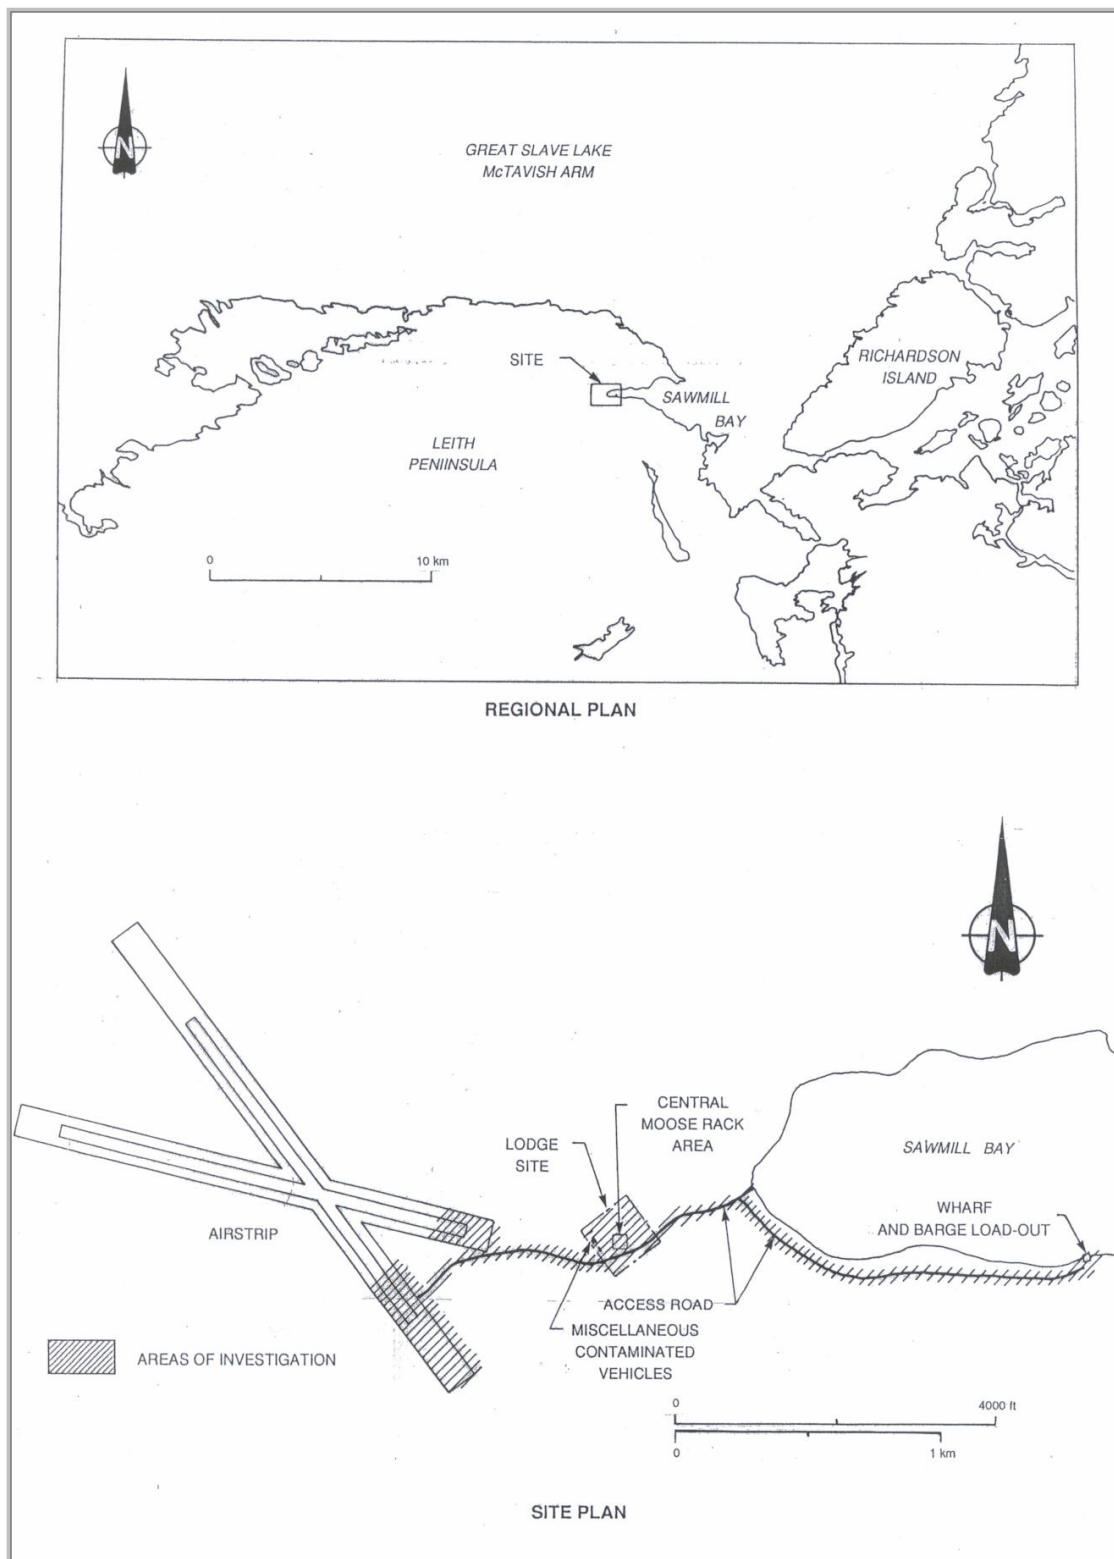 N
GREAT SLAVE LAKE
McTAVISH ARM
RICHARDSON
ISLAND
SITE
SAWMILL
BAY
LEITH
PENIINSULA
0 10 km
REGIONAL PLAN
N
CENTRAL
MOOSE RACK
AREA
LODGE
SITE
SAWMILL BAY
WHARF
AND BARGE LOAD-OUT
AIRSTRIP
ACCESS ROAD
MISCELLANEOUS
CONTAMINATED
VEHICLES
AREAS OF INVESTIGATION
0 4000 ft
0 1 km
SITE PLAN